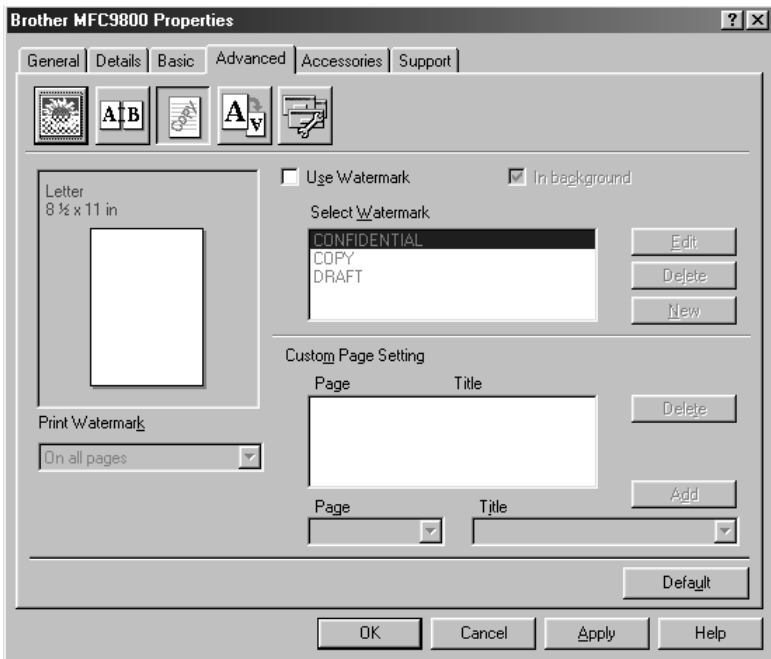 Brother MFC9800 Properties
General Details Basic Advanced Accessories Support
A B COPY A A
Letter
8 ½ x 11 in
Use Watermark In background
Select Watermark
CONFIDENTIAL
COPY
DRAFT
Edit
Delete
New
Print Watermark
On all pages
Custom Page Setting
Page Title
Delete
Add
Page Title
Default
OK Cancel Apply Help